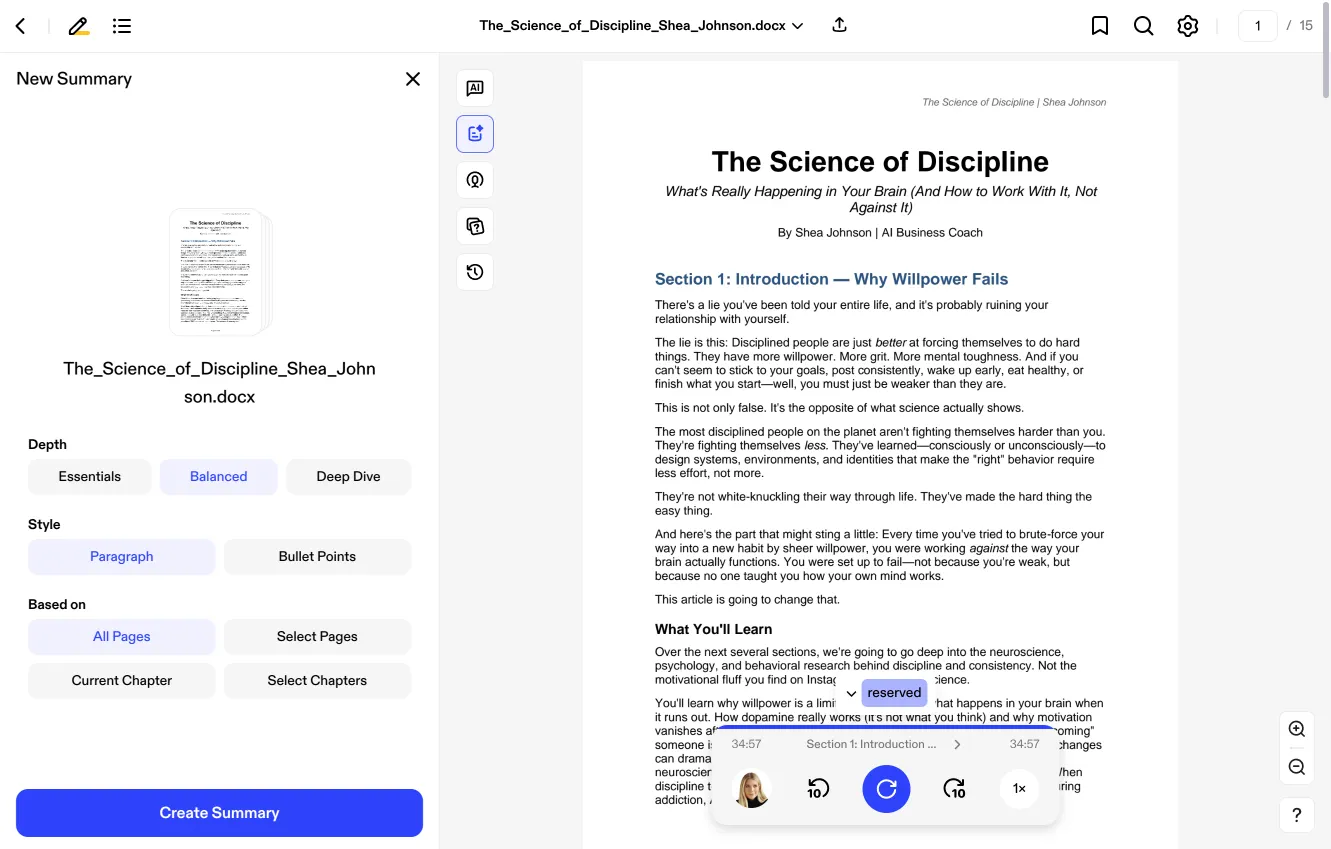 The_Science_of_Discipline_Shea_Johnson.docx
1 / 15
New Summary
The_Science_of_Discipline_Shea_John
son.docx
Depth
Essentials Balanced Deep Dive
Style
Paragraph Bullet Points
Based on
All Pages Select Pages
Current Chapter Select Chapters
Create Summary
AI
The Science of Discipline | Shea Johnson
The Science of Discipline
What's Really Happening in Your Brain (And How to Work With It, Not
Against It)
By Shea Johnson | AI Business Coach
Section 1: Introduction — Why Willpower Fails
There's a lie you've been told your entire life, and it's probably ruining your
relationship with yourself.
The lie is this: Disciplined people are just better at forcing themselves to do hard
things. They have more willpower. More grit. More mental toughness. And if you
can't seem to stick to your goals, post consistently, wake up early, eat healthy, or
finish what you start—well, you must just be weaker than they are.
This is not only false. It's the opposite of what science actually shows.
The most disciplined people on the planet aren't fighting themselves harder than you.
They're fighting themselves less. They've learned—consciously or unconsciously—to
design systems, environments, and identities that make the "right" behavior require
less effort, not more.
They're not white-knuckling their way through life. They've made the hard thing the
easy thing.
And here's the part that might sting a little: Every time you've tried to brute-force your
way into a new habit by sheer willpower, you were working against the way your
brain actually functions. You were set up to fail—not because you're weak, but
because no one taught you how your own mind works.
This article is going to change that.
What You'll Learn
Over the next several sections, we're going to go deep into the neuroscience,
psychology, and behavioral research behind discipline and consistency. Not the
motivational fluff you find on
You'll learn why willpower is a hat happens in your brain when
it runs out. How dopamine really works (it's not what you think) and why motivation
vanishes
someone changes
can
discipline
addiction,
reserved
34:57 Section 1: Introduction ... 34:57
10 10 1×
?